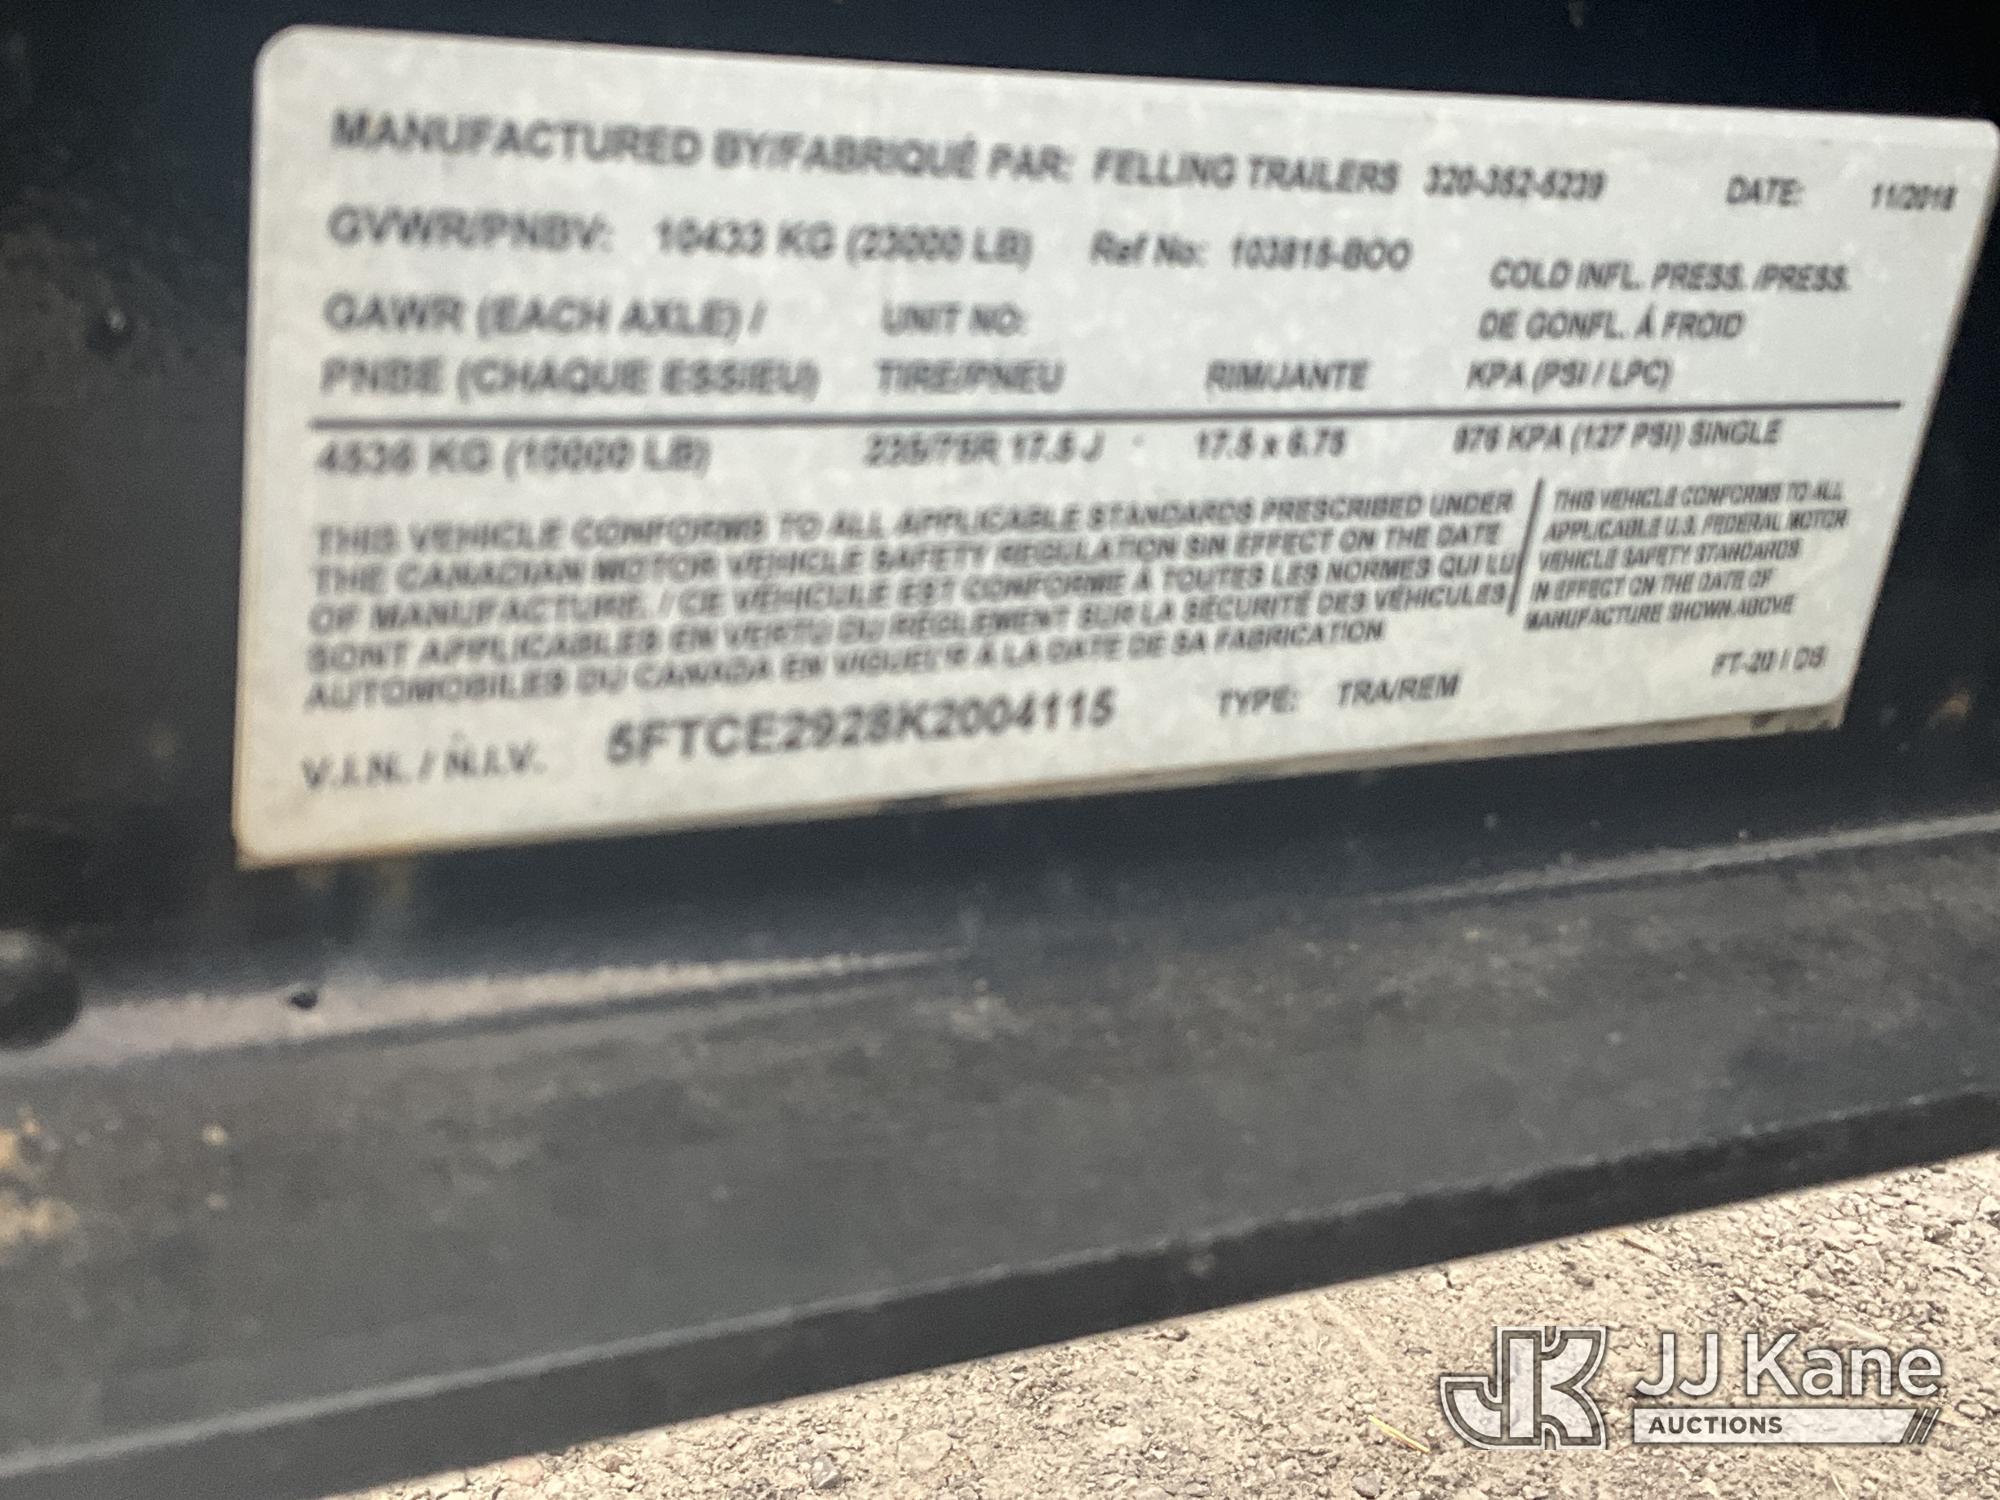 MANUFACTURED BY/FABRIQUÉ PAR: FELLING TRAILERS 320-352-5239 DATE: 11/2018
GVWR/PNBV: 10433 KG (23000 LB) Ref No: 103815-BOO
COLD INFL. PRESS. /PRESS.
GAWR (EACH AXLE) / UNIT NO: DE GONFL. À FROID
PNBE (CHAQUE ESSIEU) TIRE/PNEU RIM/JANTE KPA (PSI / LPC)
4536 KG (10000 LB) 235/75R 17.5 J 17.5 x 6.75 876 KPA (127 PSI) SINGLE
THIS VEHICLE CONFORMS TO ALL APPLICABLE STANDARDS PRESCRIBED UNDER
THE CANADIAN MOTOR VEHICLE SAFETY REGULATION SIN EFFECT ON THE DATE
OF MANUFACTURE. / CE VÉHICULE EST CONFORME À TOUTES LES NORMES QUI LUI
SONT APPLICABLES EN VERTU DU RÈGLEMENT SUR LA SÉCURITÉ DES VÉHICULES
AUTOMOBILES DU CANADA EN VIGUEUR À LA DATE DE SA FABRICATION
THIS VEHICLE CONFORMS TO ALL
APPLICABLE U.S. FEDERAL MOTOR
VEHICLE SAFETY STANDARDS
IN EFFECT ON THE DATE OF
MANUFACTURE SHOWN ABOVE
V.I.N. / N.I.V. 5FTCE2928K2004115 TYPE: TRA/REM FT-20 I DS
JK JJ Kane
AUCTIONS